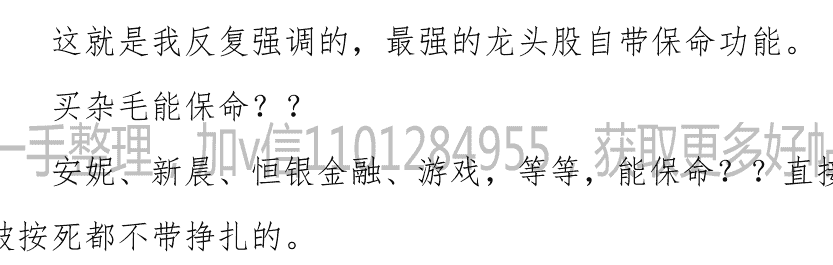 这就是我反复强调的，最强的龙头股自带保命功能。
买杂毛能保命？？
一手整理，加v信1101284955，获取更多好帖
安妮、新晨、恒银金融、游戏，等等，能保命？？直接
被按死都不带挣扎的。